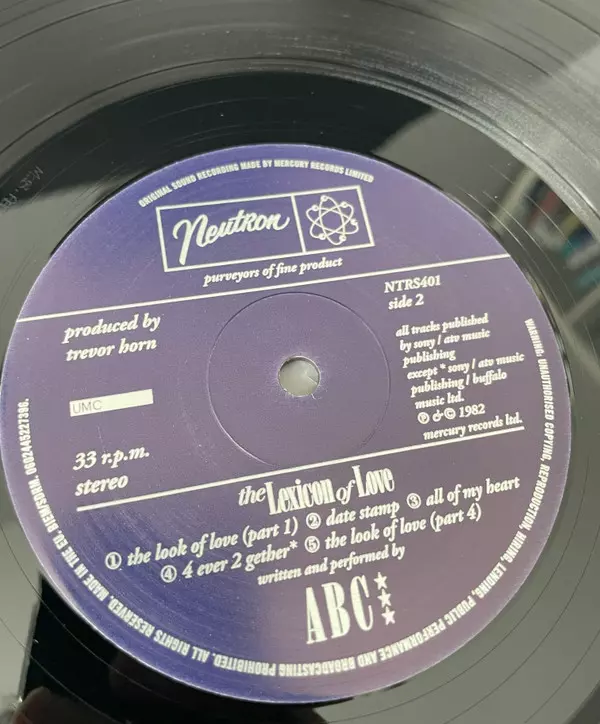 ORIGINAL SOUND RECORDING MADE BY MERCURY RECORDS LIMITED
Neutron
purveyors of fine product
NTRS401
side 2
produced by
trevor horn
all tracks published
by sony / atv music
publishing
except * sony / atv music
publishing / buffalo
music ltd.
℗ & © 1982
mercury records ltd.
UMC
33 r.p.m.
stereo
the Lexicon of Love
① the look of love (part 1) ② date stamp ③ all of my heart
④ 4 ever 2 gether* ⑤ the look of love (part 4)
written and performed by
ABC
WARNING. UNAUTHORISED COPYING, REPRODUCTION, HIRING, LENDING, PUBLIC PERFORMANCE AND BROADCASTING PROHIBITED. ALL RIGHTS RESERVED. MADE IN THE EU. BIEM/SDRM. 0602445227396.